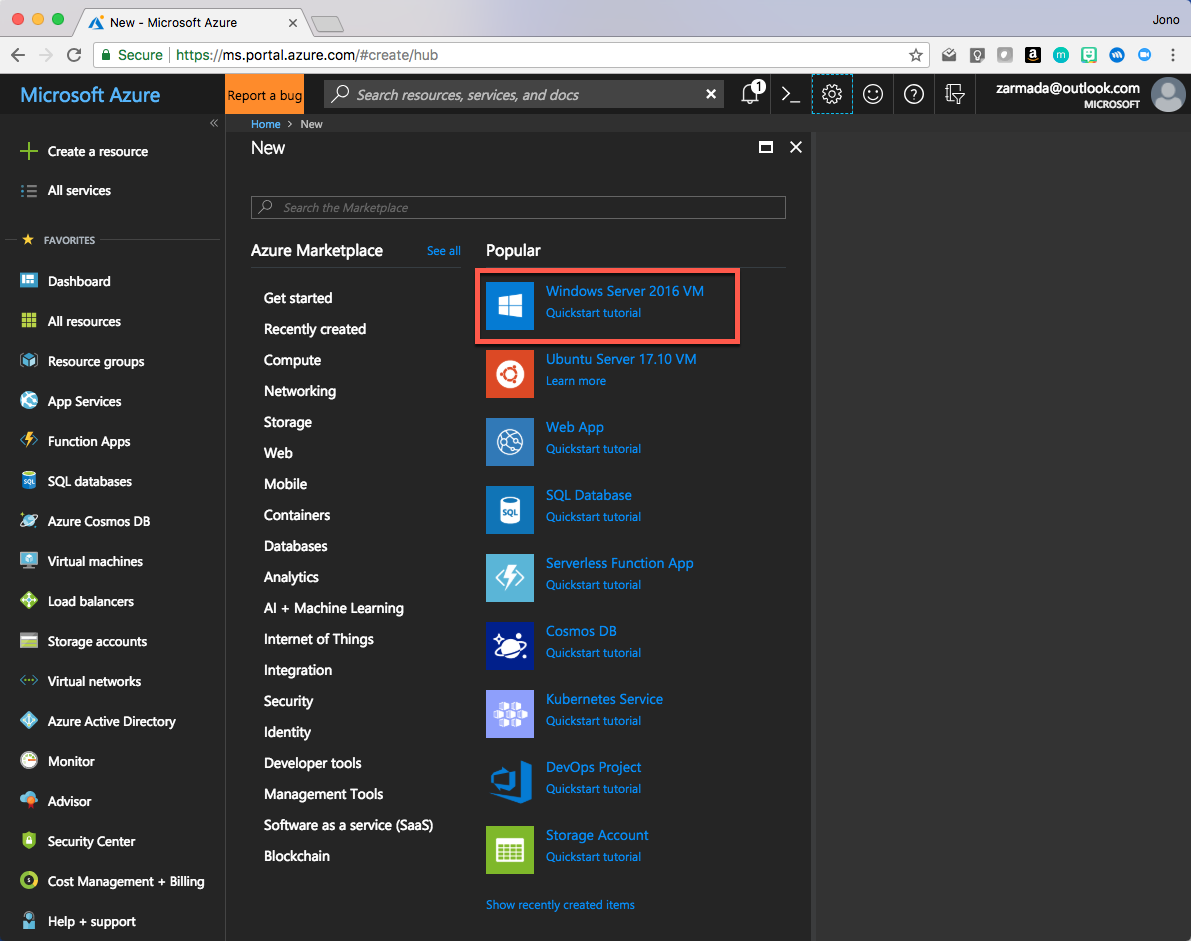 New - Microsoft Azure
Jono
Secure
https://ms.portal.azure.com/#create/hub
Microsoft Azure
Report a bug
Search resources, services, and docs
1
zarmada@outlook.com
MICROSOFT
Home > New
Create a resource
All services
FAVORITES
Dashboard
All resources
Resource groups
App Services
Function Apps
SQL databases
Azure Cosmos DB
Virtual machines
Load balancers
Storage accounts
Virtual networks
Azure Active Directory
Monitor
Advisor
Security Center
Cost Management + Billing
Help + support
New
Search the Marketplace
Azure Marketplace
See all
Get started
Recently created
Compute
Networking
Storage
Web
Mobile
Containers
Databases
Analytics
AI + Machine Learning
Internet of Things
Integration
Security
Identity
Developer tools
Management Tools
Software as a service (SaaS)
Blockchain
Popular
Windows Server 2016 VM
Quickstart tutorial
Ubuntu Server 17.10 VM
Learn more
Web App
Quickstart tutorial
SQL
SQL Database
Quickstart tutorial
Serverless Function App
Quickstart tutorial
Cosmos DB
Quickstart tutorial
Kubernetes Service
Quickstart tutorial
DevOps Project
Quickstart tutorial
Storage Account
Quickstart tutorial
Show recently created items